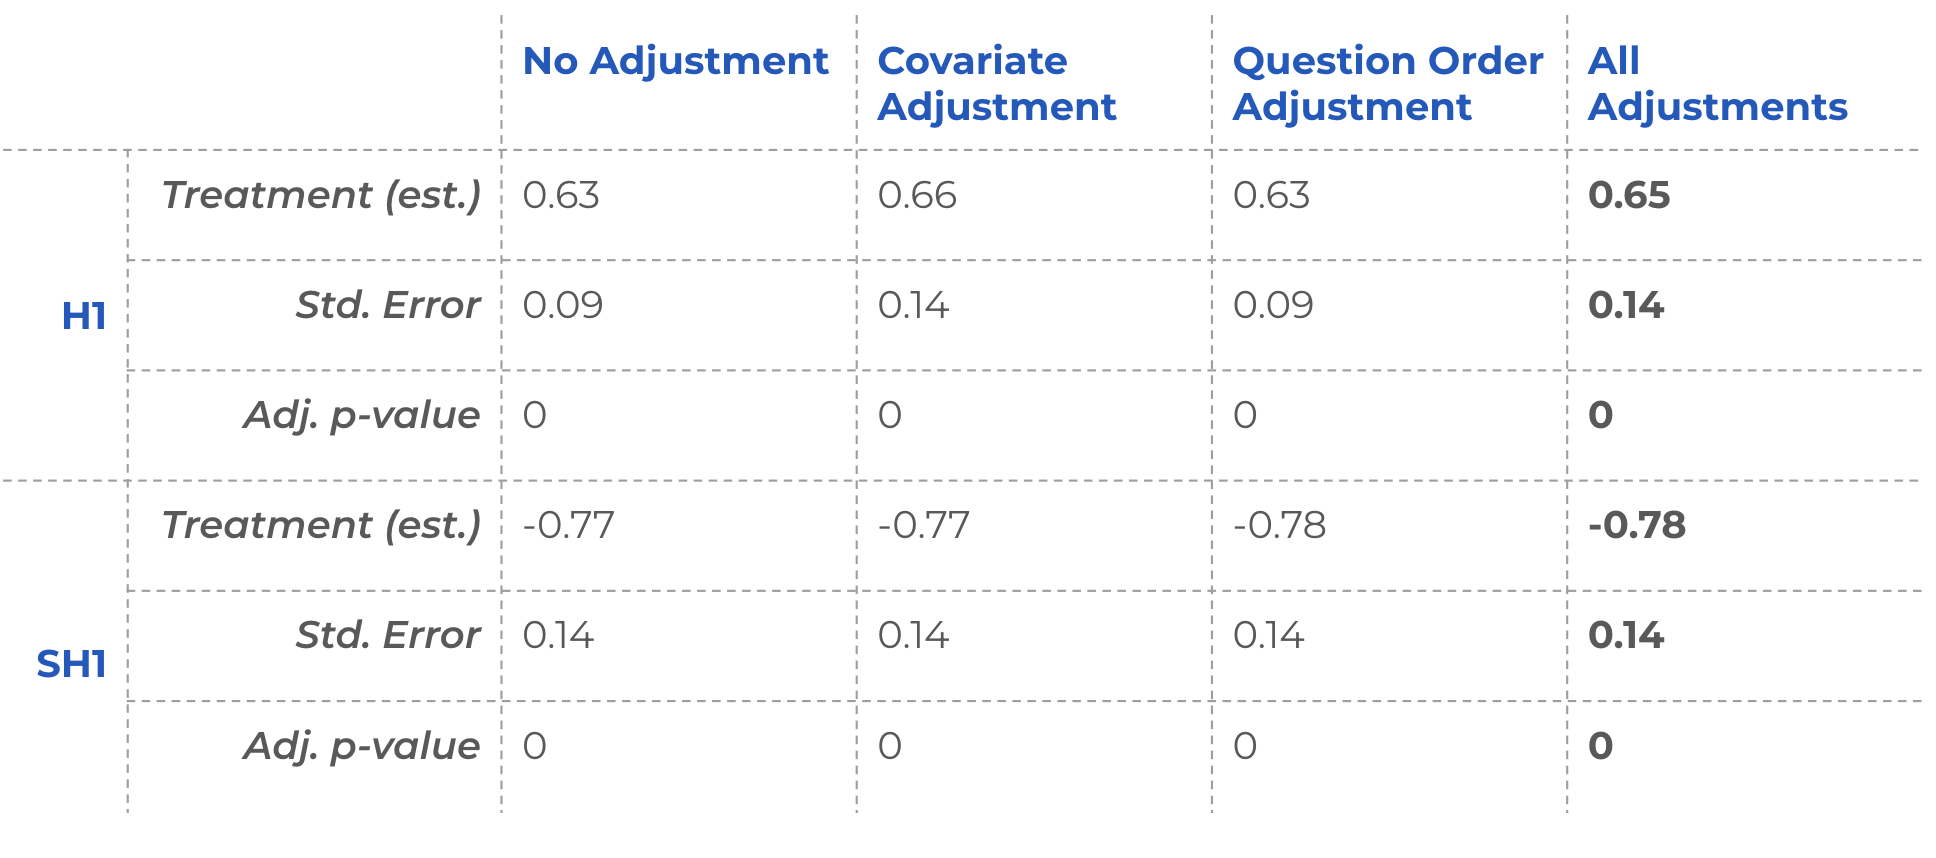 No Adjustment Covariate Adjustment Question Order Adjustment All Adjustments
H1
Treatment (est.) 0.63 0.66 0.63 0.65
Std. Error 0.09 0.14 0.09 0.14
Adj. p-value 0 0 0 0
SH1
Treatment (est.) -0.77 -0.77 -0.78 -0.78
Std. Error 0.14 0.14 0.14 0.14
Adj. p-value 0 0 0 0